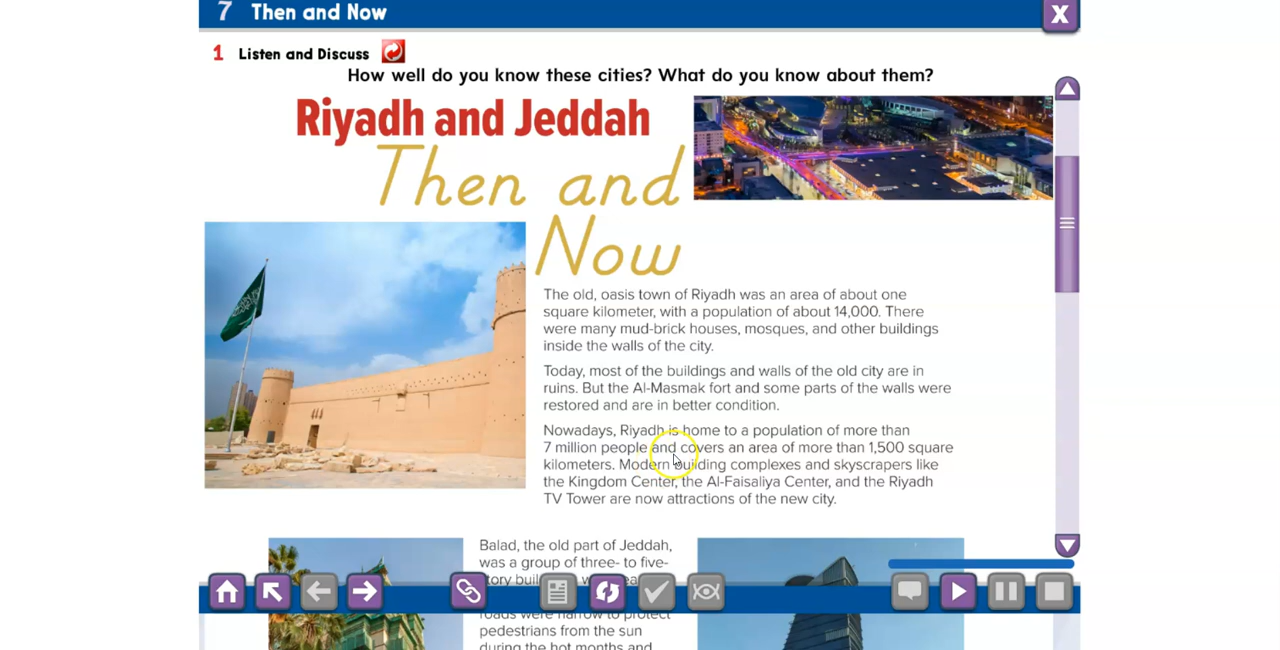 7 Then and Now
1 Listen and Discuss
How well do you know these cities? What do you know about them?
Riyadh and Jeddah
Then and
Now
The old, oasis town of Riyadh was an area of about one
square kilometer, with a population of about 14,000. There
were many mud-brick houses, mosques, and other buildings
inside the walls of the city.
Today, most of the buildings and walls of the old city are in
ruins. But the Al-Masmak fort and some parts of the walls were
restored and are in better condition.
Nowadays, Riyadh is home to a population of more than
7 million people and covers an area of more than 1,500 square
kilometers. Modern building complexes and skyscrapers like
the Kingdom Center, the Al-Faisaliya Center, and the Riyadh
TV Tower are now attractions of the new city.
Balad, the old part of Jeddah,
was a group of three- to five-
roads were narrow to protect
pedestrians from the sun
during the hot months and